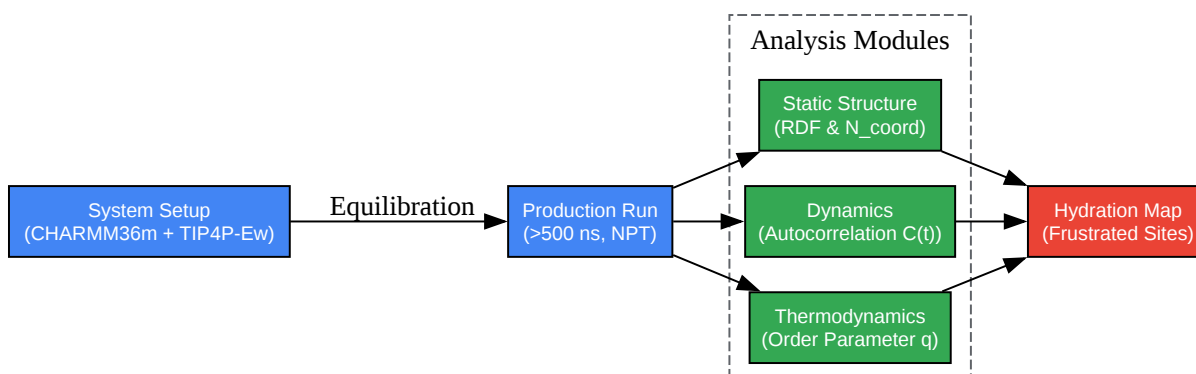 Analysis Modules
Static Structure
(RDF & N_coord)
System Setup
(CHARMM36m + TIP4P-Ew)
Equilibration
Production Run
(>500 ns, NPT)
Dynamics
(Autocorrelation C(t))
Hydration Map
(Frustrated Sites)
Thermodynamics
(Order Parameter q)